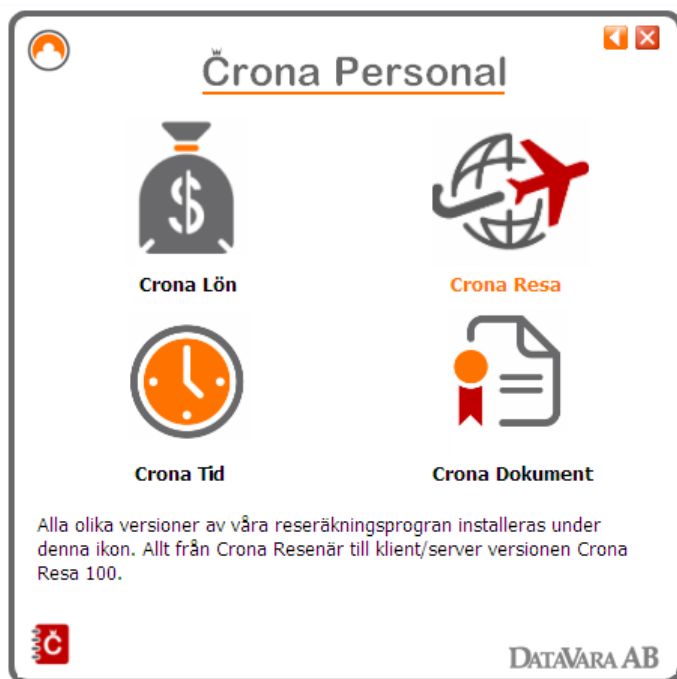 Črona Personal
$
Crona Lön
Crona Resa
Crona Tid
Crona Dokument
Alla olika versioner av våra reseräkningsprogran installeras under
denna ikon. Allt från Crona Resenär till klient/server versionen Crona
Resa 100.
Č
DATAVARA AB